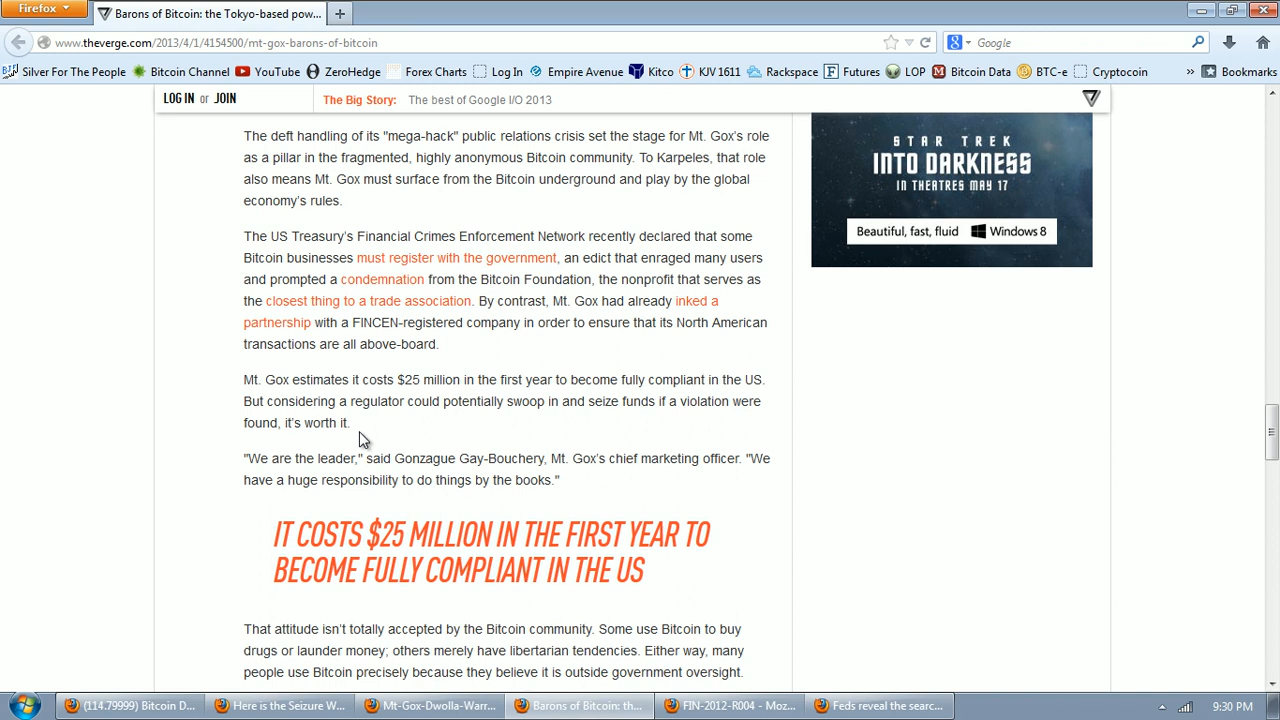 Firefox
Barons of Bitcoin: the Tokyo-based pow...
www.theverge.com/2013/4/1/4154500/mt-gox-barons-of-bitcoin
Google
Silver For The People
Bitcoin Channel
YouTube
ZeroHedge
Forex Charts
Log In
Empire Avenue
Kitco
KJV 1611
Rackspace
Futures
LOP
Bitcoin Data
BTC-e
Cryptocoin
»
Bookmarks
LOG IN or JOIN
The Big Story: The best of Google I/O 2013
The deft handling of its "mega-hack" public relations crisis set the stage for Mt. Gox's role
as a pillar in the fragmented, highly anonymous Bitcoin community. To Karpeles, that role
also means Mt. Gox must surface from the Bitcoin underground and play by the global
economy's rules.
The US Treasury's Financial Crimes Enforcement Network recently declared that some
Bitcoin businesses must register with the government, an edict that enraged many users
and prompted a condemnation from the Bitcoin Foundation, the nonprofit that serves as
the closest thing to a trade association. By contrast, Mt. Gox had already inked a
partnership with a FINCEN-registered company in order to ensure that its North American
transactions are all above-board.
Mt. Gox estimates it costs $25 million in the first year to become fully compliant in the US.
But considering a regulator could potentially swoop in and seize funds if a violation were
found, it's worth it.
"We are the leader," said Gonzague Gay-Bouchery, Mt. Gox's chief marketing officer. "We
have a huge responsibility to do things by the books."
IT COSTS $25 MILLION IN THE FIRST YEAR TO
BECOME FULLY COMPLIANT IN THE US
That attitude isn't totally accepted by the Bitcoin community. Some use Bitcoin to buy
drugs or launder money; others merely have libertarian tendencies. Either way, many
people use Bitcoin precisely because they believe it is outside government oversight.
STAR TREK
INTO DARKNESS
IN THEATRES MAY 17
Beautiful, fast, fluid
Windows 8
(114.79999) Bitcoin D...
Here is the Seizure W...
Mt-Gox-Dwolla-Warr...
Barons of Bitcoin: th...
FIN-2012-R004 - Moz...
Feds reveal the searc...
9:30 PM